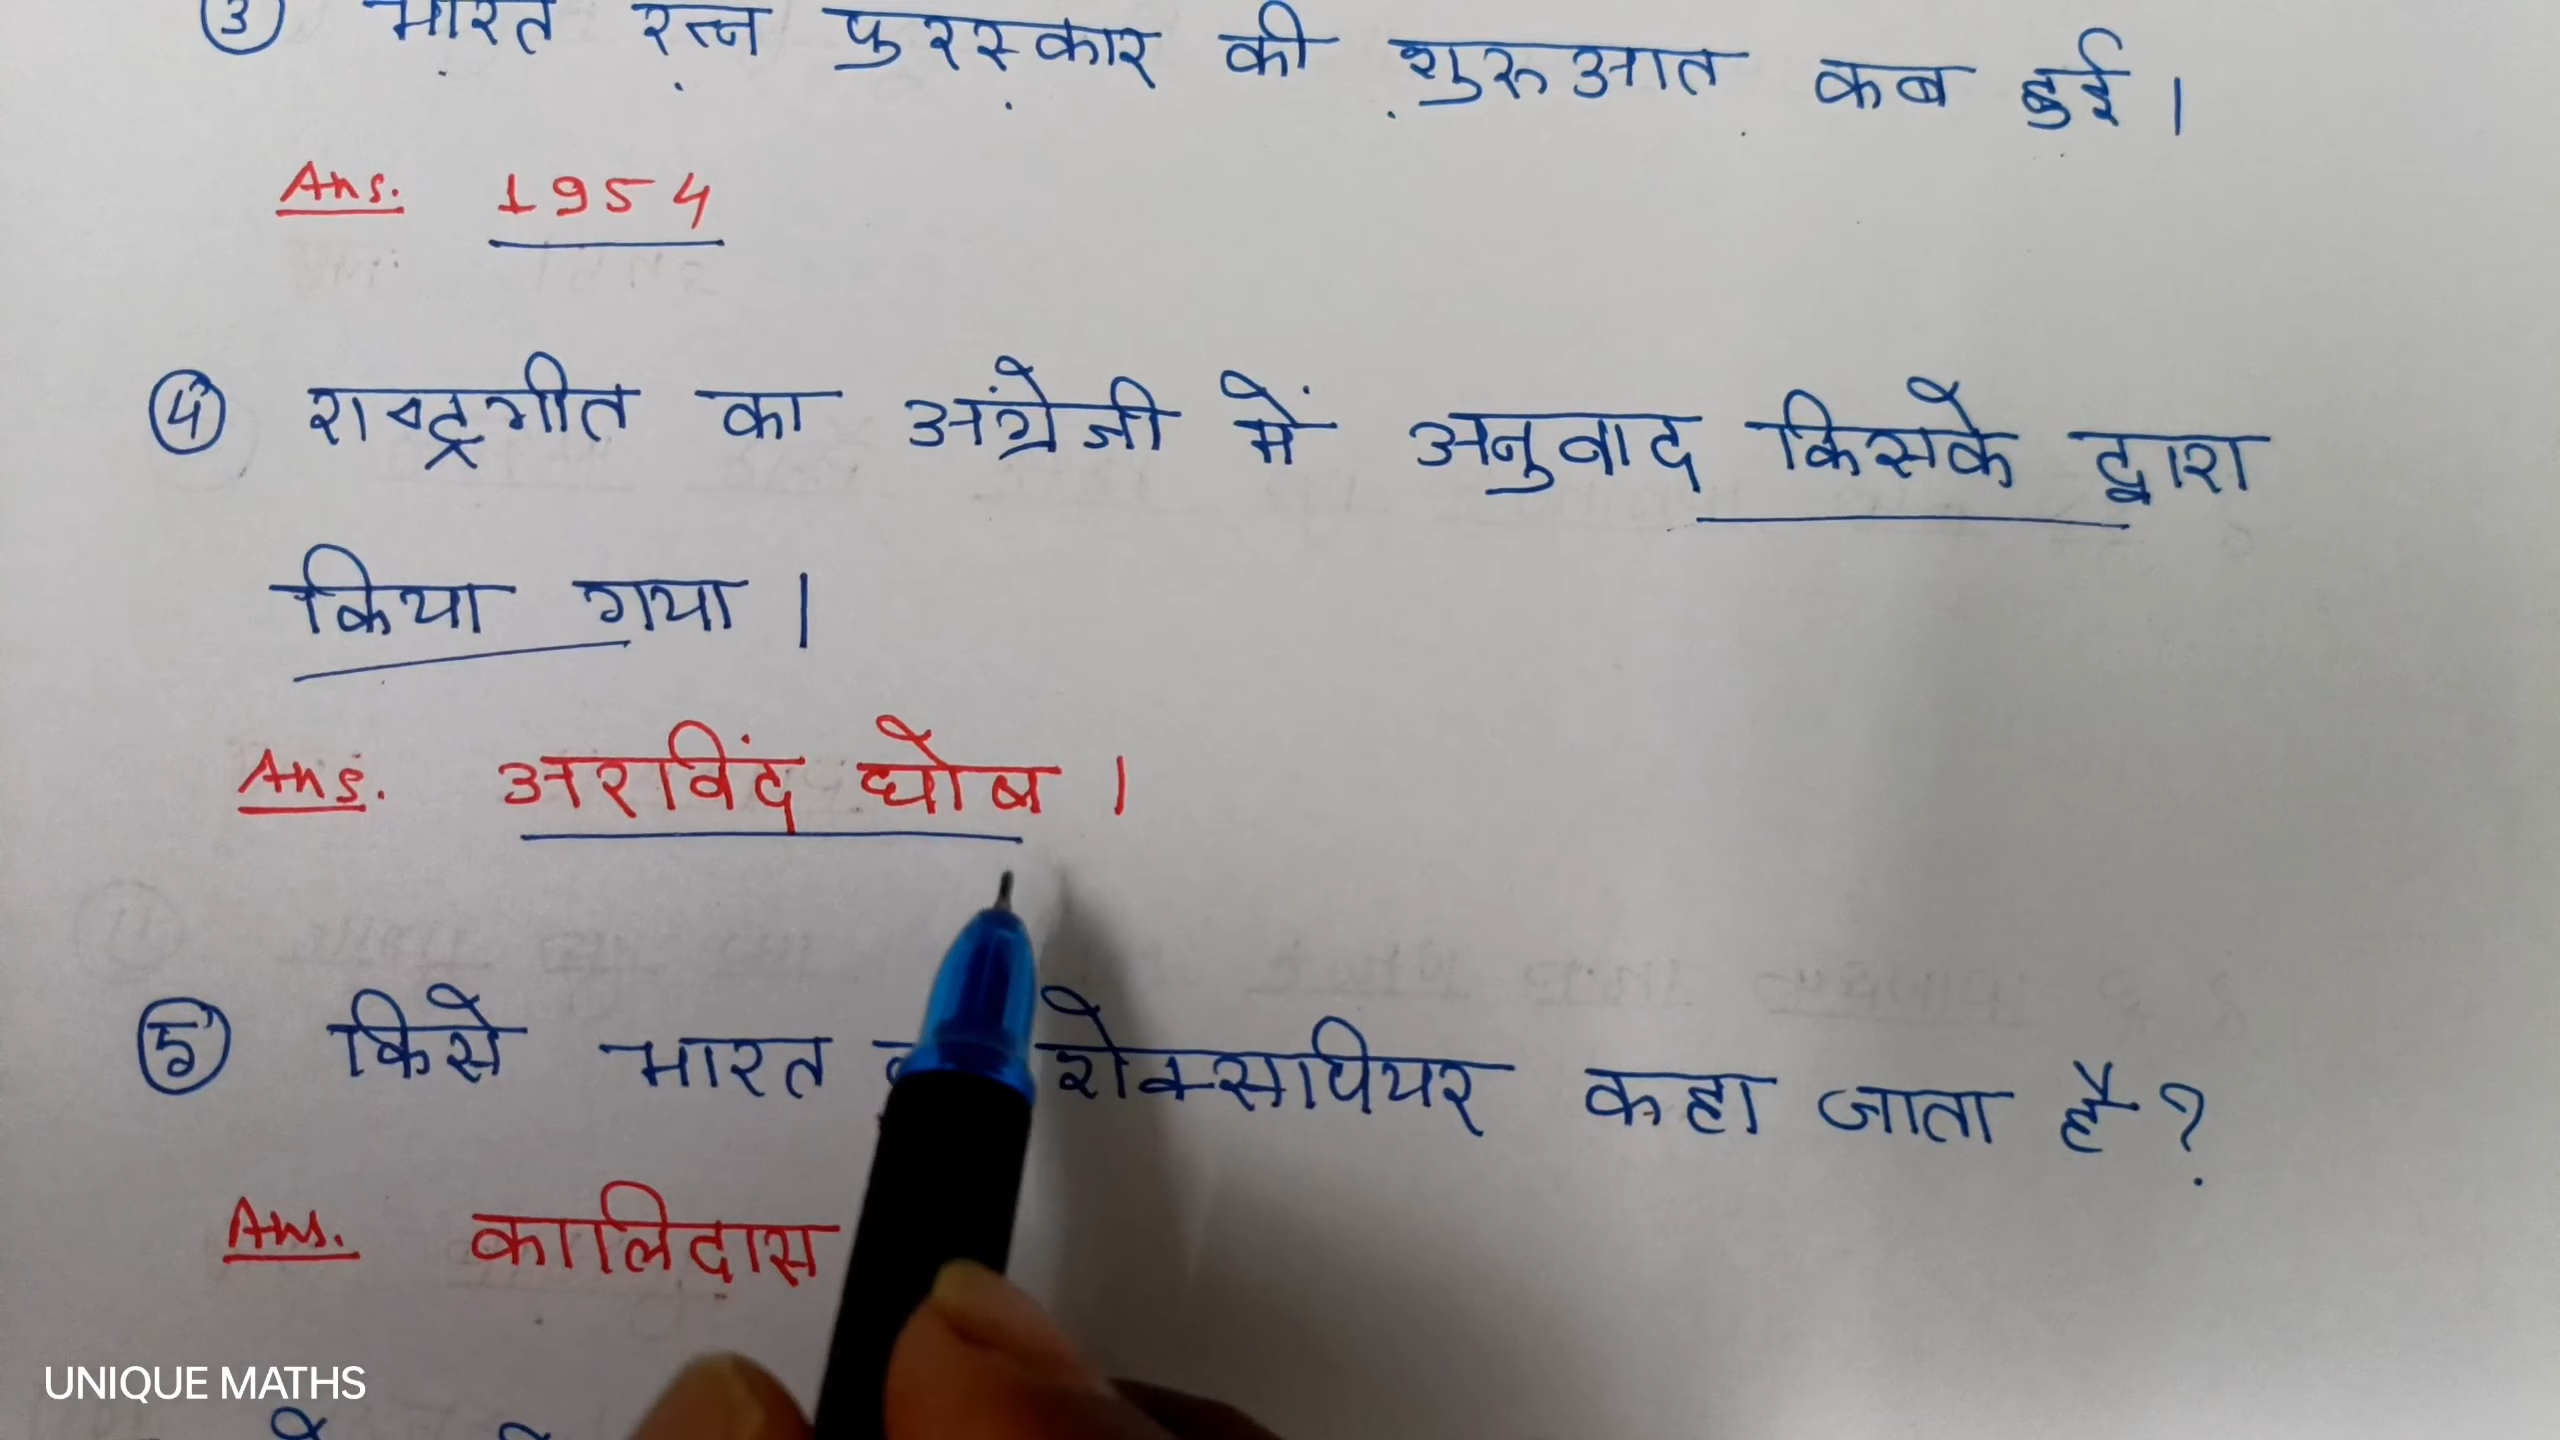 ③ भारत रत्न पुरस्कार की शुरुआत कब हुई।
Ans. 1954
④ राष्ट्रगीत का अंग्रेजी में अनुवाद किसके द्वारा
किया गया।
Ans. अरविंद घोष।
⑤ किसे भारत शेक्सपियर कहा जाता है?
Ans. कालिदास
UNIQUE MATHS